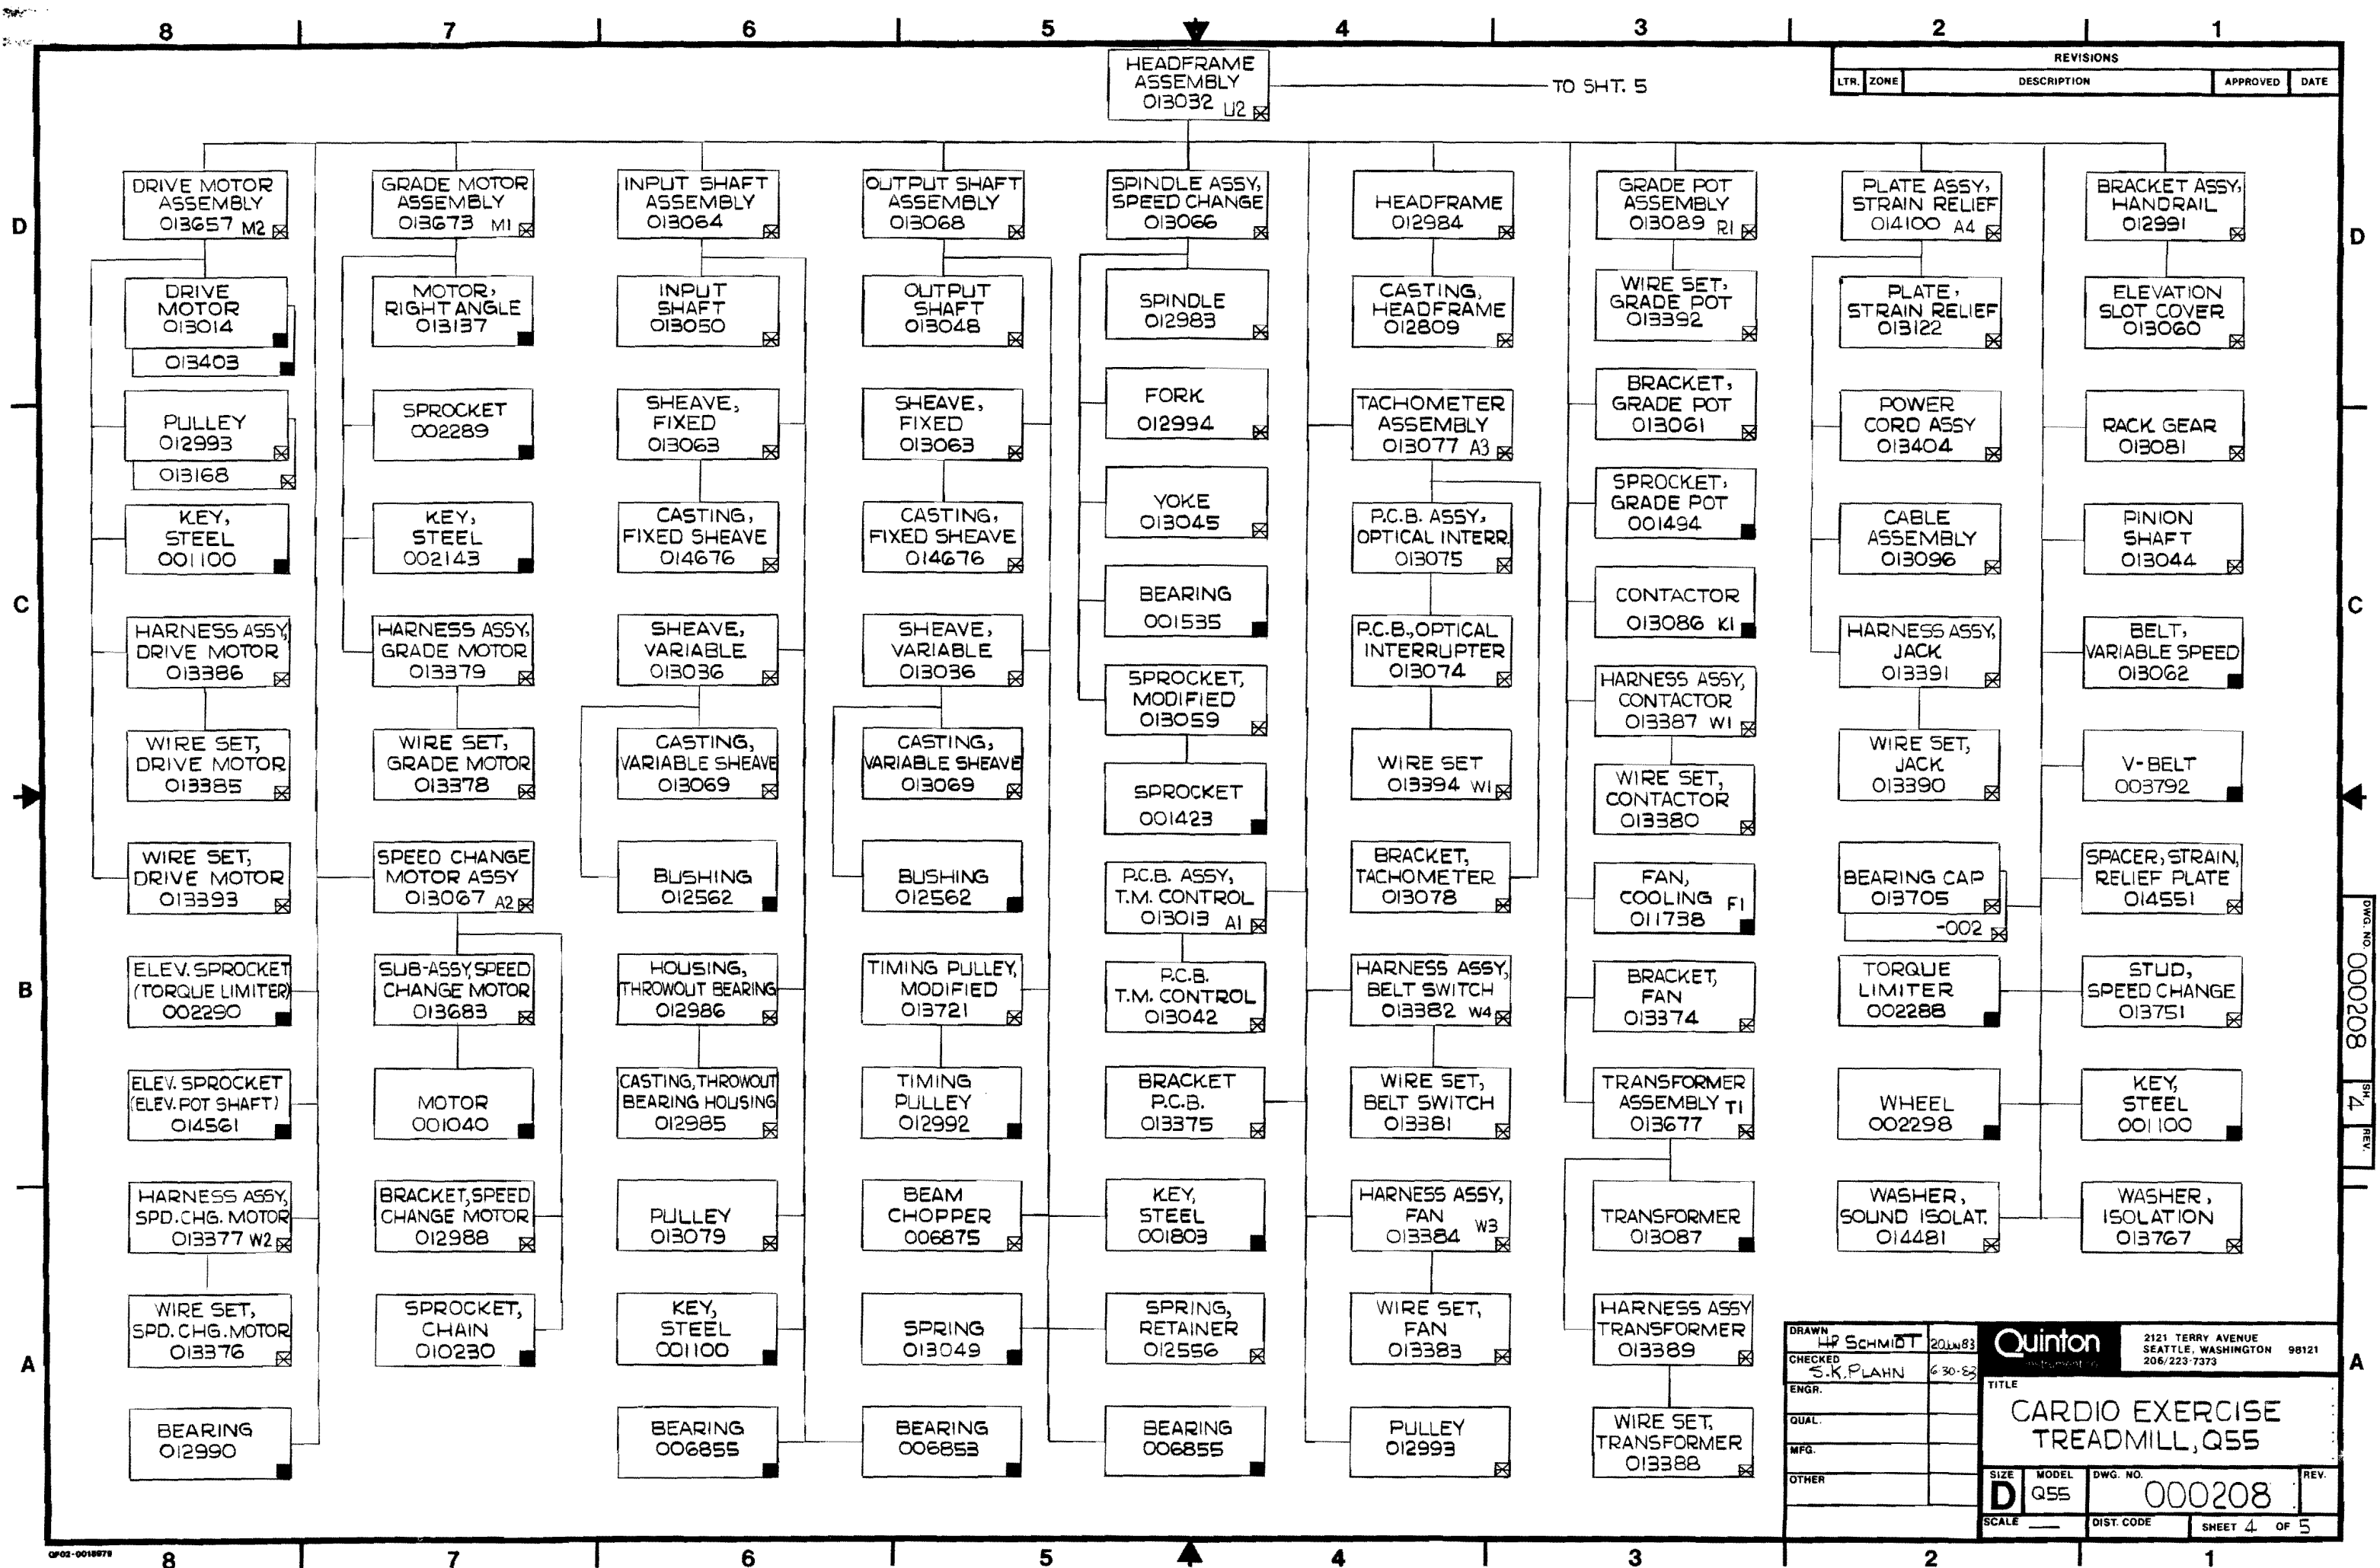 8 7 6 5 4 3 2 1
HEADFRAME
ASSEMBLY
013032 U2
TO SHT. 5
REVISIONS
LTR. ZONE DESCRIPTION APPROVED DATE
D
D
DRIVE MOTOR
ASSEMBLY
013657 M2
GRADE MOTOR
ASSEMBLY
013673 M1
INPUT SHAFT
ASSEMBLY
013064
OUTPUT SHAFT
ASSEMBLY
013068
SPINDLE ASSY,
SPEED CHANGE
013066
HEADFRAME
012984
GRADE POT
ASSEMBLY
013089 R1
PLATE ASSY,
STRAIN RELIEF
014100 A4
BRACKET ASSY,
HANDRAIL
012991
DRIVE
MOTOR
013014
013403
MOTOR,
RIGHT ANGLE
013137
INPUT
SHAFT
013050
OUTPUT
SHAFT
013048
SPINDLE
012983
CASTING,
HEADFRAME
012809
WIRE SET,
GRADE POT
013392
PLATE,
STRAIN RELIEF
013122
ELEVATION
SLOT COVER
013060
PULLEY
012993
013168
SPROCKET
002289
SHEAVE,
FIXED
013063
SHEAVE,
FIXED
013063
FORK
012994
TACHOMETER
ASSEMBLY
013077 A3
BRACKET,
GRADE POT
013061
POWER
CORD ASSY
013404
RACK GEAR
013081
KEY,
STEEL
001100
KEY,
STEEL
002143
CASTING,
FIXED SHEAVE
014676
CASTING,
FIXED SHEAVE
014676
YOKE
013045
P.C.B. ASSY,
OPTICAL INTERR.
013075
SPROCKET,
GRADE POT
001494
CABLE
ASSEMBLY
013096
PINION
SHAFT
013044
C
C
HARNESS ASSY,
DRIVE MOTOR
013386
HARNESS ASSY,
GRADE MOTOR
013379
SHEAVE,
VARIABLE
013036
SHEAVE,
VARIABLE
013036
BEARING
001535
P.C.B., OPTICAL
INTERRUPTER
013074
CONTACTOR
013086 K1
HARNESS ASSY,
JACK
013391
BELT,
VARIABLE SPEED
013062
SPROCKET,
MODIFIED
013059
HARNESS ASSY,
CONTACTOR
013387 W1
WIRE SET,
DRIVE MOTOR
013385
WIRE SET,
GRADE MOTOR
013378
CASTING,
VARIABLE SHEAVE
013069
CASTING,
VARIABLE SHEAVE
013069
SPROCKET
001423
WIRE SET
013394 W1
WIRE SET,
CONTACTOR
013380
WIRE SET,
JACK
013390
V-BELT
003792
WIRE SET,
DRIVE MOTOR
013393
SPEED CHANGE
MOTOR ASSY
013067 A2
BUSHING
012562
BUSHING
012562
P.C.B. ASSY,
T.M. CONTROL
013013 A1
BRACKET,
TACHOMETER
013078
FAN,
COOLING F1
011738
BEARING CAP
013705
-002
SPACER, STRAIN,
RELIEF PLATE
014551
B
B
ELEV. SPROCKET
(TORQUE LIMITER)
002290
SUB-ASSY, SPEED
CHANGE MOTOR
013683
HOUSING,
THROWOUT BEARING
012986
TIMING PULLEY,
MODIFIED
013721
P.C.B.
T.M. CONTROL
013042
HARNESS ASSY,
BELT SWITCH
013382 W4
BRACKET,
FAN
013374
TORQUE
LIMITER
002288
STUD,
SPEED CHANGE
013751
DWG. NO. 000208 SH. 4 REV.
ELEV. SPROCKET
(ELEV. POT SHAFT)
014561
MOTOR
001040
CASTING, THROWOUT
BEARING HOUSING
012985
TIMING
PULLEY
012992
BRACKET
P.C.B.
013375
WIRE SET,
BELT SWITCH
013381
TRANSFORMER
ASSEMBLY T1
013677
WHEEL
002298
KEY,
STEEL
001100
HARNESS ASSY,
SPD. CHG. MOTOR
013377 W2
BRACKET, SPEED
CHANGE MOTOR
012988
PULLEY
013079
BEAM
CHOPPER
006875
KEY,
STEEL
001803
HARNESS ASSY,
FAN
013384 W3
TRANSFORMER
013087
WASHER,
SOUND ISOLAT.
014481
WASHER,
ISOLATION
013767
A
A
WIRE SET,
SPD. CHG. MOTOR
013376
SPROCKET,
CHAIN
010230
KEY,
STEEL
001100
SPRING
013049
SPRING,
RETAINER
012556
WIRE SET,
FAN
013383
HARNESS ASSY
TRANSFORMER
013389
BEARING
012990
BEARING
006855
BEARING
006853
BEARING
006855
PULLEY
012993
WIRE SET,
TRANSFORMER
013388
DRAWN HP SCHMIDT 20JUN83
CHECKED S.K. PLAHN 6-30-83
ENGR.
QUAL.
MFG.
OTHER
Quinton
instrument co.
2121 TERRY AVENUE
SEATTLE, WASHINGTON 98121
206/223-7373
TITLE
CARDIO EXERCISE
TREADMILL, Q55
SIZE D MODEL Q55 DWG. NO. 000208 REV.
SCALE — DIST. CODE SHEET 4 OF 5
8 7 6 5 4 3 2 1